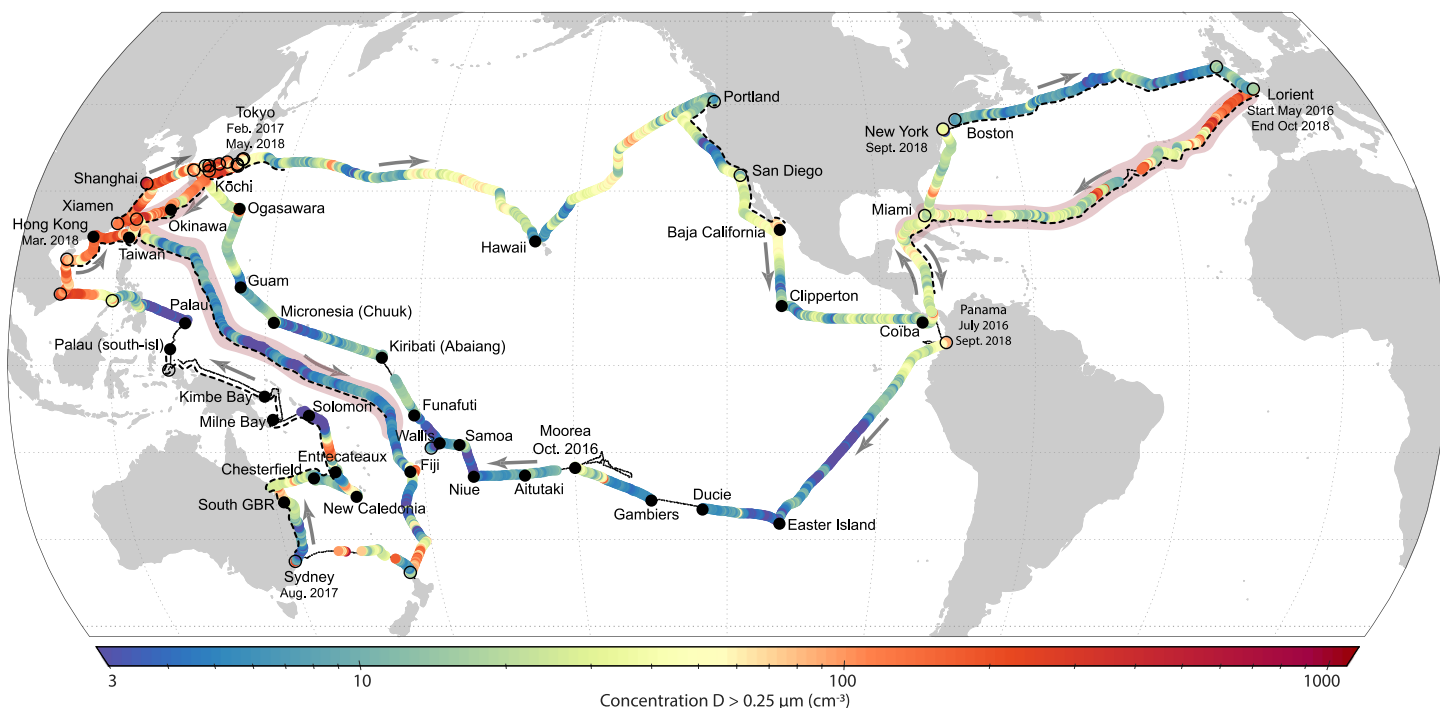 Portland
Tokyo
Feb. 2017
May. 2018
New York
Sept. 2018
Boston
Lorient
Start May 2016
End Oct 2018
Shanghai
Kōchi
San Diego
Xiamen
Ogasawara
Miami
Hong Kong
Mar. 2018
Okinawa
Baja California
Taiwan
Hawaii
Guam
Clipperton
Palau
Micronesia (Chuuk)
Coïba
Panama
July 2016
Sept. 2018
Palau (south-isl)
Kiribati (Abaiang)
Kimbe Bay
Solomon
Funafuti
Milne Bay
Wallis
Samoa
Moorea
Oct. 2016
Entrecateaux
Chesterfield
Fiji
Niue
Aitutaki
South GBR
New Caledonia
Gambiers
Ducie
Easter Island
Sydney
Aug. 2017
3
10
100
1000
Concentration D > 0.25 µm (cm⁻³)